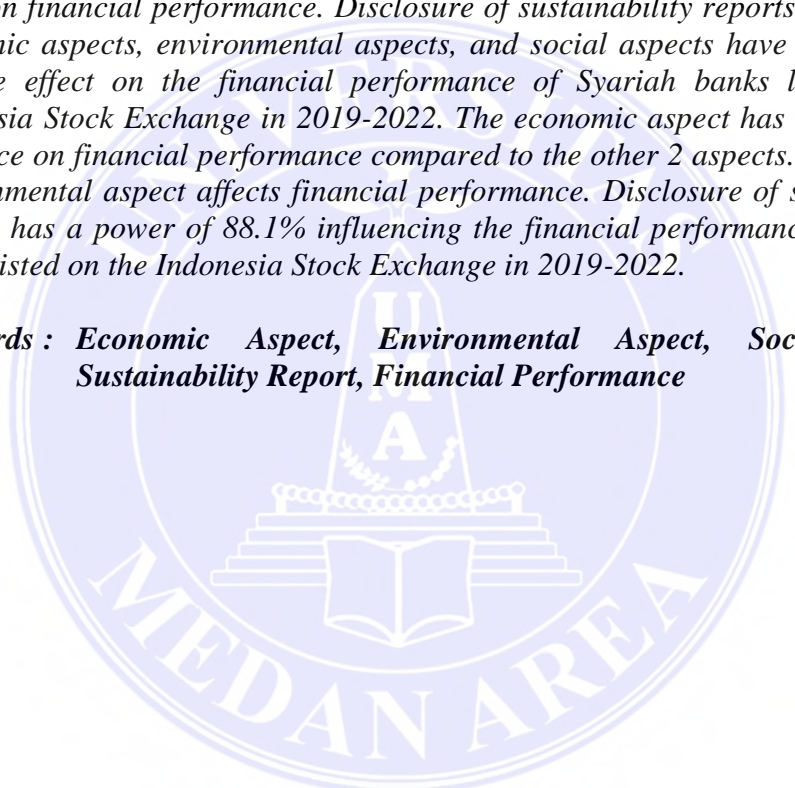 on financial performance. Disclosure of sustainability reports
nic aspects, environmental aspects, and social aspects have
e effect on the financial performance of Syariah banks l
sia Stock Exchange in 2019-2022. The economic aspect has
ce on financial performance compared to the other 2 aspects.
nmental aspect affects financial performance. Disclosure of s
has a power of 88.1% influencing the financial performanc
isted on the Indonesia Stock Exchange in 2019-2022.
rds : Economic Aspect, Environmental Aspect, Soc
Sustainability Report, Financial Performance
UNIVERSITAS
U
M
A
MEDAN AREA